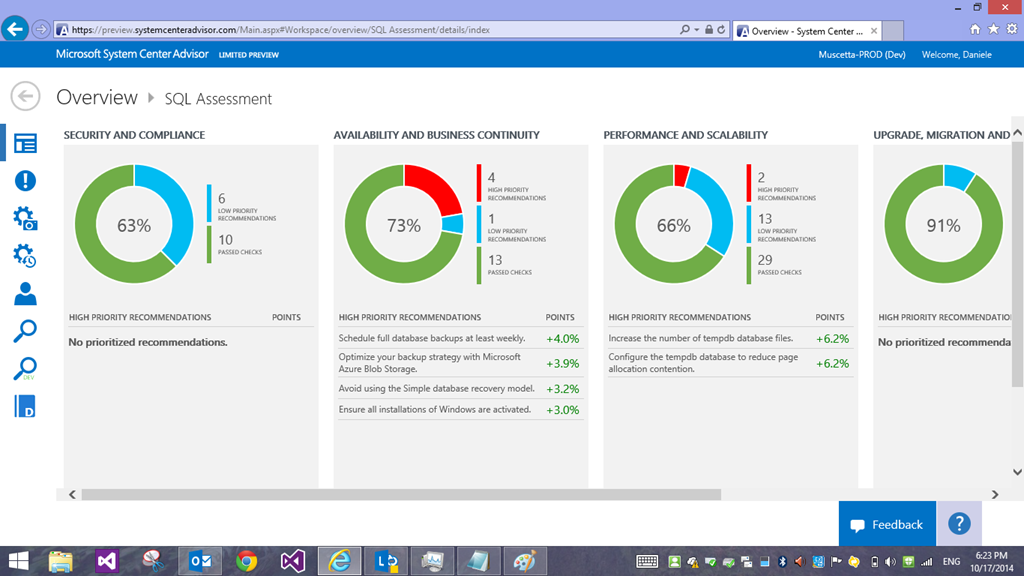 https://preview.systemcenteradvisor.com/Main.aspx#Workspace/overview/SQL Assessment/details/index
Overview - System Center ...
Microsoft System Center Advisor LIMITED PREVIEW
Muscetta-PROD (Dev) Welcome, Daniele
Overview SQL Assessment
SECURITY AND COMPLIANCE
63%
6
LOW PRIORITY
RECOMMENDATIONS
10
PASSED CHECKS
HIGH PRIORITY RECOMMENDATIONS POINTS
No prioritized recommendations.
AVAILABILITY AND BUSINESS CONTINUITY
73%
4
HIGH PRIORITY
RECOMMENDATIONS
1
LOW PRIORITY
RECOMMENDATIONS
13
PASSED CHECKS
HIGH PRIORITY RECOMMENDATIONS POINTS
Schedule full database backups at least weekly. +4.0%
Optimize your backup strategy with Microsoft
Azure Blob Storage. +3.9%
Avoid using the Simple database recovery model. +3.2%
Ensure all installations of Windows are activated. +3.0%
PERFORMANCE AND SCALABILITY
66%
2
HIGH PRIORITY
RECOMMENDATIONS
13
LOW PRIORITY
RECOMMENDATIONS
29
PASSED CHECKS
HIGH PRIORITY RECOMMENDATIONS POINTS
Increase the number of tempdb database files. +6.2%
Configure the tempdb database to reduce page
allocation contention. +6.2%
UPGRADE, MIGRATION AND
91%
HIGH PRIORITY RECOMMENDATIO
No prioritized recommenda
DEV
D
Feedback
?
ENG
6:23 PM
10/17/2014